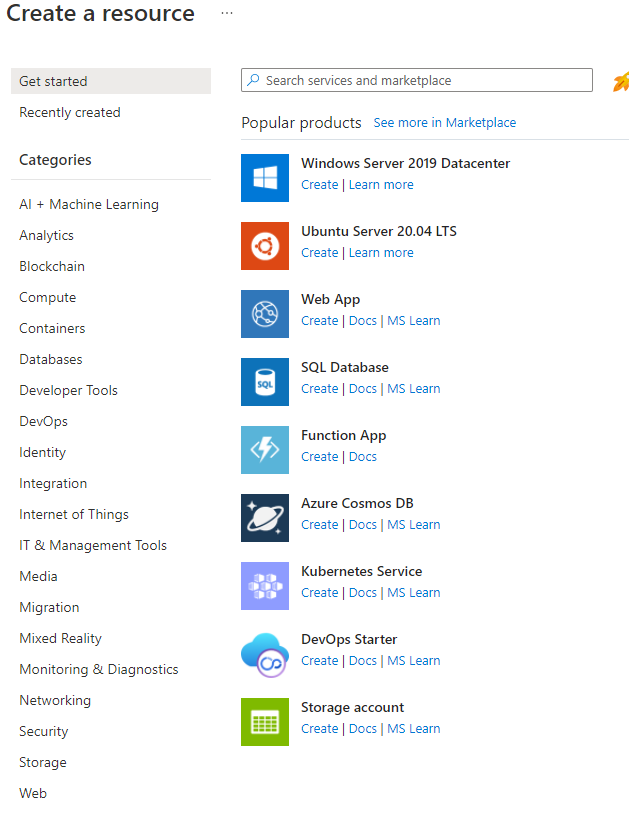 Create a resource ...
Get started
Recently created
Categories
AI + Machine Learning
Analytics
Blockchain
Compute
Containers
Databases
Developer Tools
DevOps
Identity
Integration
Internet of Things
IT & Management Tools
Media
Migration
Mixed Reality
Monitoring & Diagnostics
Networking
Security
Storage
Web
Search services and marketplace
Popular products See more in Marketplace
Windows Server 2019 Datacenter
Create | Learn more
Ubuntu Server 20.04 LTS
Create | Learn more
Web App
Create | Docs | MS Learn
SQL
SQL Database
Create | Docs | MS Learn
Function App
Create | Docs
Azure Cosmos DB
Create | Docs | MS Learn
Kubernetes Service
Create | Docs | MS Learn
DevOps Starter
Create | Docs | MS Learn
Storage account
Create | Docs | MS Learn